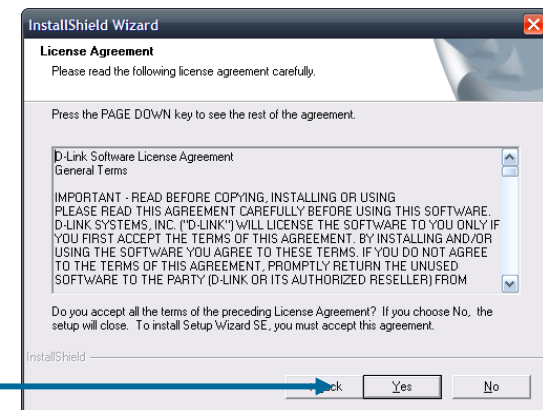 InstallShield Wizard
License Agreement
Please read the following license agreement carefully.
Press the PAGE DOWN key to see the rest of the agreement.
D-Link Software License Agreement
General Terms
IMPORTANT - READ BEFORE COPYING, INSTALLING OR USING
PLEASE READ THIS AGREEMENT CAREFULLY BEFORE USING THIS SOFTWARE.
D-LINK SYSTEMS, INC. ("D-LINK") WILL LICENSE THE SOFTWARE TO YOU ONLY IF
YOU FIRST ACCEPT THE TERMS OF THIS AGREEMENT. BY INSTALLING AND/OR
USING THE SOFTWARE YOU AGREE TO THESE TERMS. IF YOU DO NOT AGREE
TO THE TERMS OF THIS AGREEMENT, PROMPTLY RETURN THE UNUSED
SOFTWARE TO THE PARTY (D-LINK OR ITS AUTHORIZED RESELLER) FROM
Do you accept all the terms of the preceding License Agreement? If you choose No, the
setup will close. To install Setup Wizard SE, you must accept this agreement.
InstallShield
Yes No